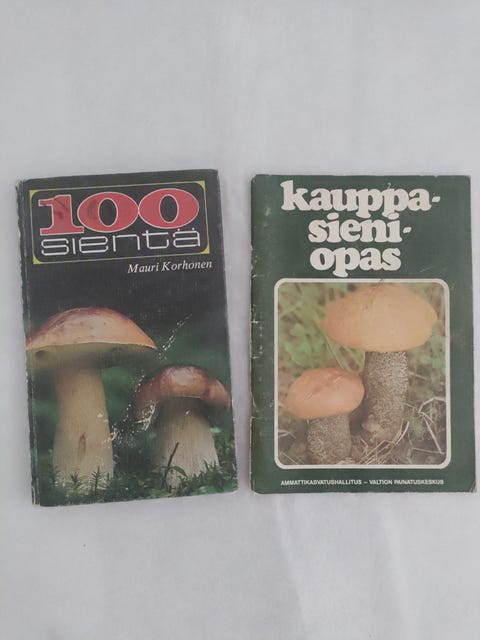 100
sientä
Mauri Korhonen
kauppa-
sieni-
opas
AMMATTIKASVATUSHALLITUS – VALTION PAINATUSKESKUS